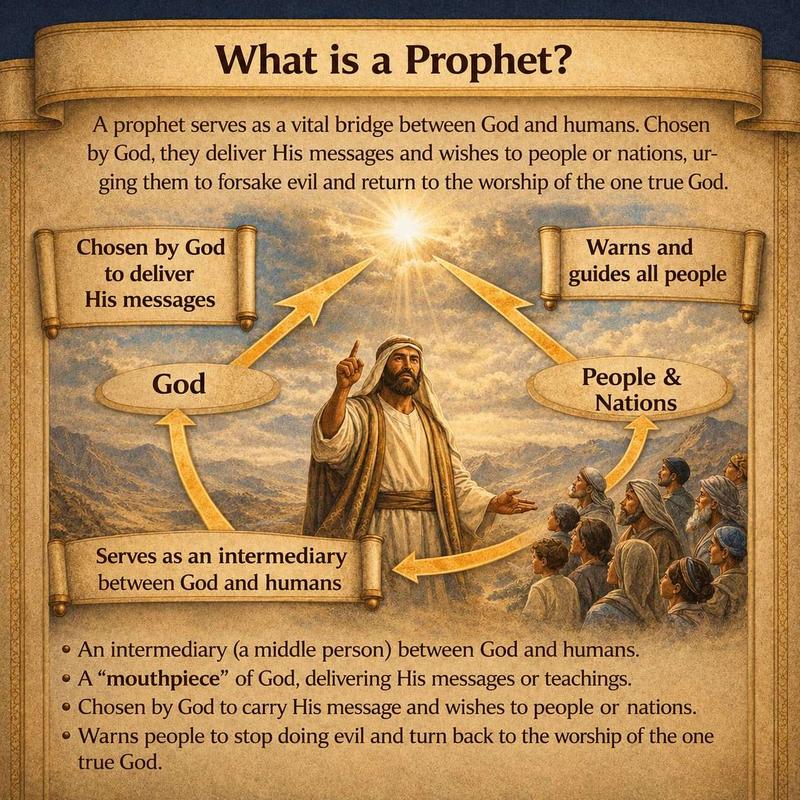 What is a Prophet?
A prophet serves as a vital bridge between God and humans. Chosen
by God, they deliver His messages and wishes to people or nations, ur-
ging them to forsake evil and return to the worship of the one true God.
Chosen by God
to deliver
His messages
Warns and
guides all people
God
People &
Nations
Serves as an intermediary
between God and humans
• An intermediary (a middle person) between God and humans.
• A “mouthpiece” of God, delivering His messages or teachings.
• Chosen by God to carry His message and wishes to people or nations.
• Warns people to stop doing evil and turn back to the worship of the one
true God.